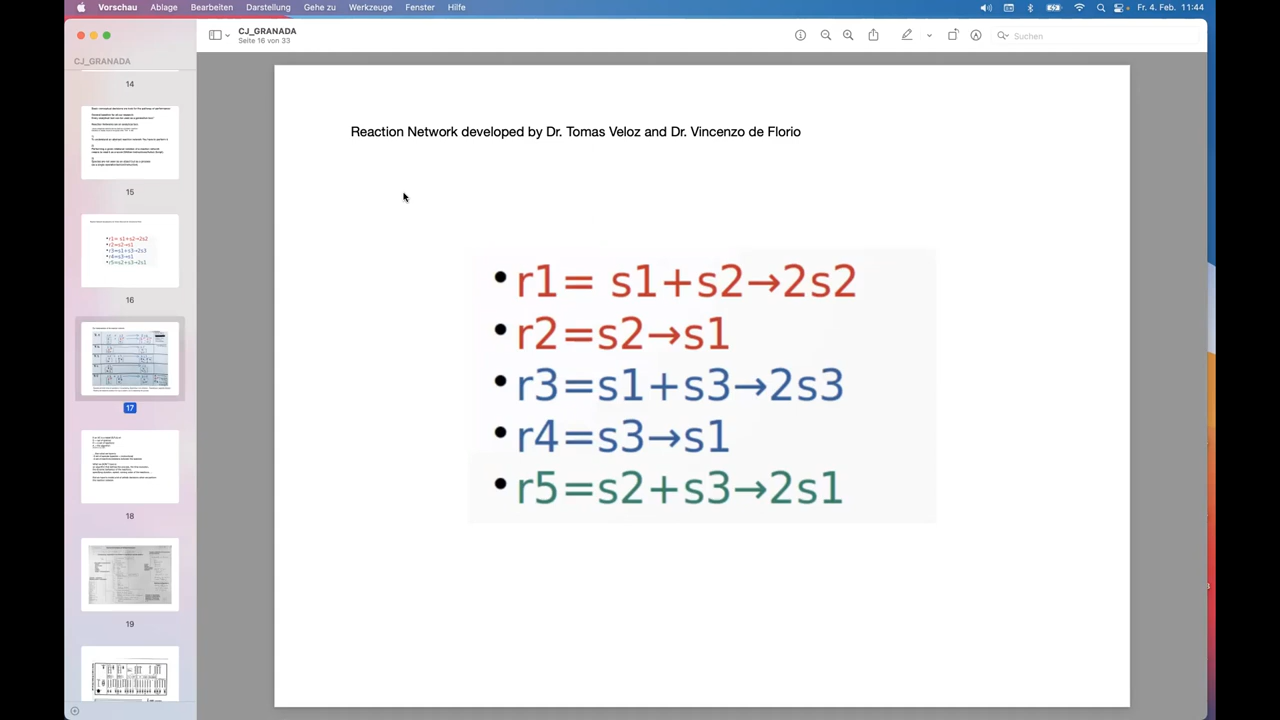 Vorschau Ablage Bearbeiten Darstellung Gehe zu Werkzeuge Fenster Hilfe Fr. 4. Feb. 11:44
CJ_GRANADA
Seite 16 von 33
Suchen
CJ_GRANADA
14
15
16
17
18
19
Reaction Network developed by Dr. Tomas Veloz and Dr. Vincenzo de Florio
• r1= s1+s2→2s2
• r2=s2→s1
• r3=s1+s3→2s3
• r4=s3→s1
• r5=s2+s3→2s1